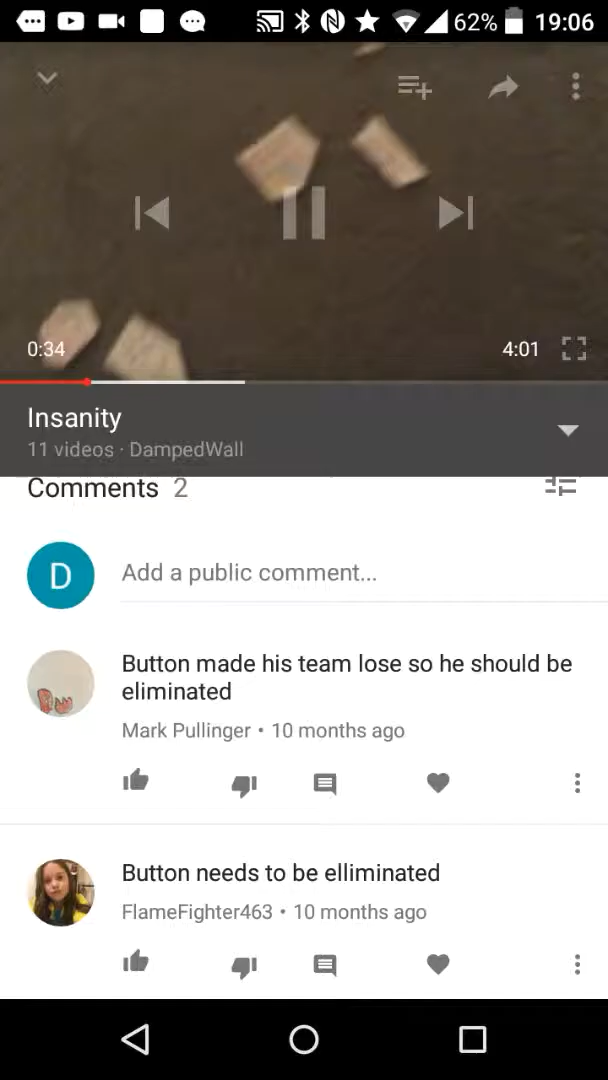 62% 19:06
0:34 4:01
Insanity
11 videos · DampedWall
Comments 2
D Add a public comment...
Button made his team lose so he should be
eliminated
Mark Pullinger • 10 months ago
Button needs to be elliminated
FlameFighter463 • 10 months ago